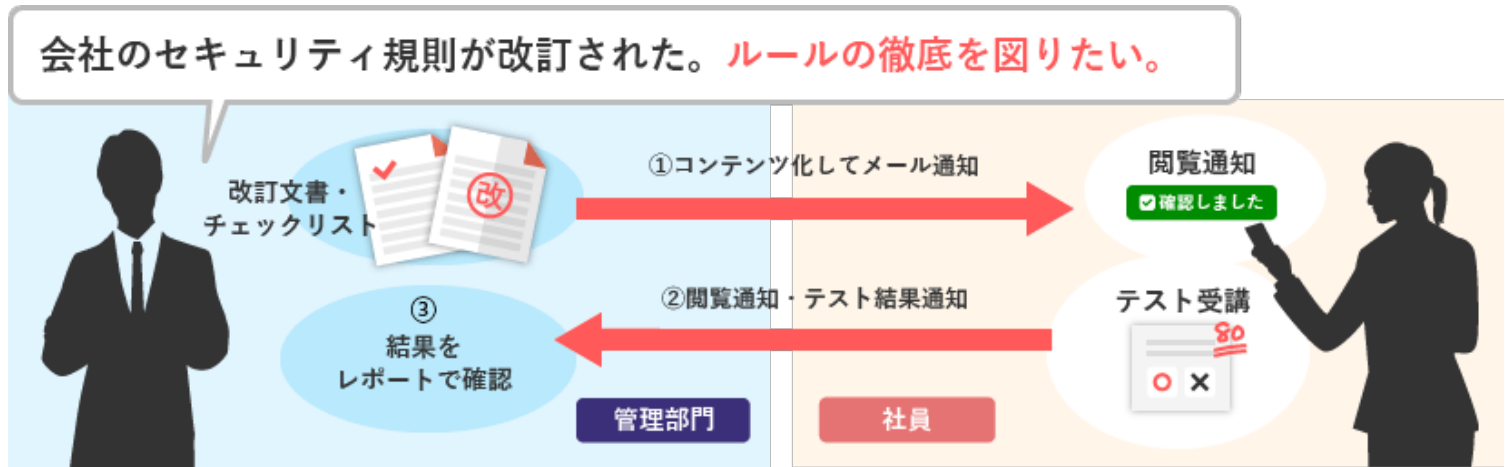 会社のセキュリティ規則が改訂された。ルールの徹底を図りたい。
改訂文書・
チェックリスト
改
①コンテンツ化してメール通知
閲覧通知
確認しました
②閲覧通知・テスト結果通知
テスト受講
80
③
結果を
レポートで確認
管理部門
社員